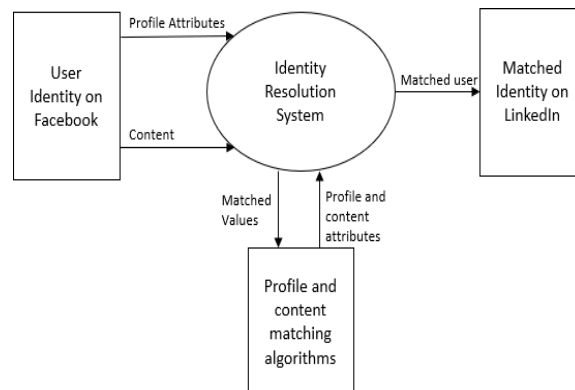 Profile Attributes
User
Identity on
Facebook
Content
Identity
Resolution
System
Matched user
Matched
Identity on
LinkedIn
Matched
Values
Profile and
content
attributes
Profile and
content
matching
algorithms